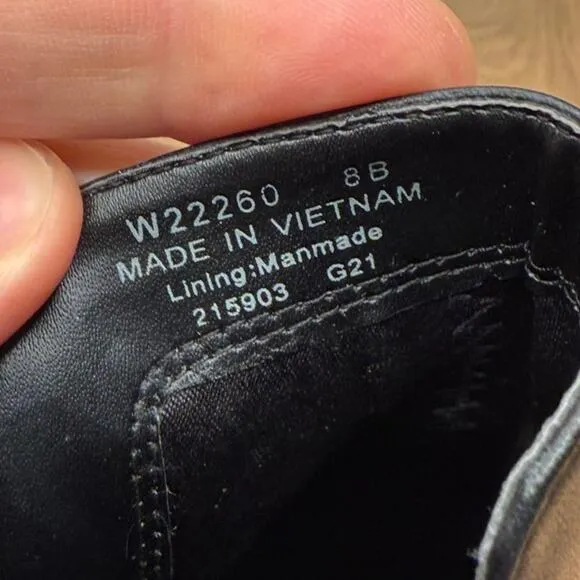 W22260 8B
MADE IN VIETNAM
Lining:Manmade
215903 G21